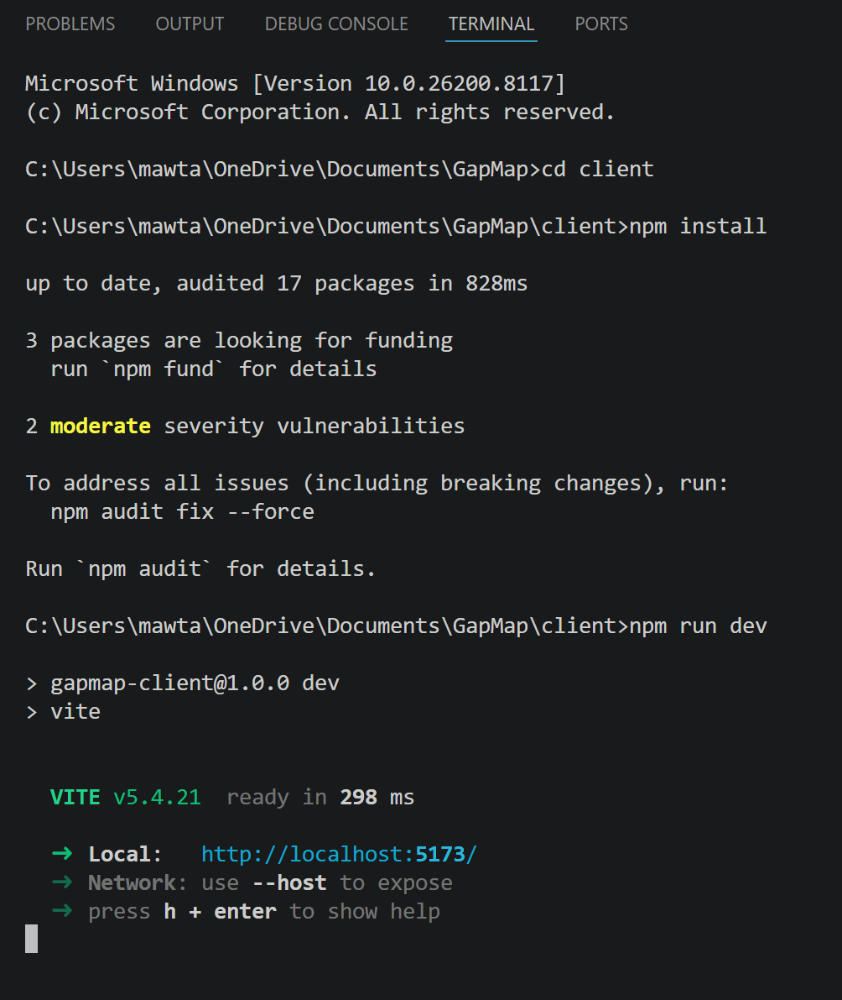 PROBLEMS OUTPUT DEBUG CONSOLE TERMINAL PORTS
Microsoft Windows [Version 10.0.26200.8117]
(c) Microsoft Corporation. All rights reserved.
C:\Users\mawta\OneDrive\Documents\GapMap>cd client
C:\Users\mawta\OneDrive\Documents\GapMap\client>npm install
up to date, audited 17 packages in 828ms
3 packages are looking for funding
  run `npm fund` for details
2 moderate severity vulnerabilities
To address all issues (including breaking changes), run:
  npm audit fix --force
Run `npm audit` for details.
C:\Users\mawta\OneDrive\Documents\GapMap\client>npm run dev
> gapmap-client@1.0.0 dev
> vite
  VITE v5.4.21  ready in 298 ms
  ➜ Local:   http://localhost:5173/
  ➜ Network: use --host to expose
  ➜ press h + enter to show help